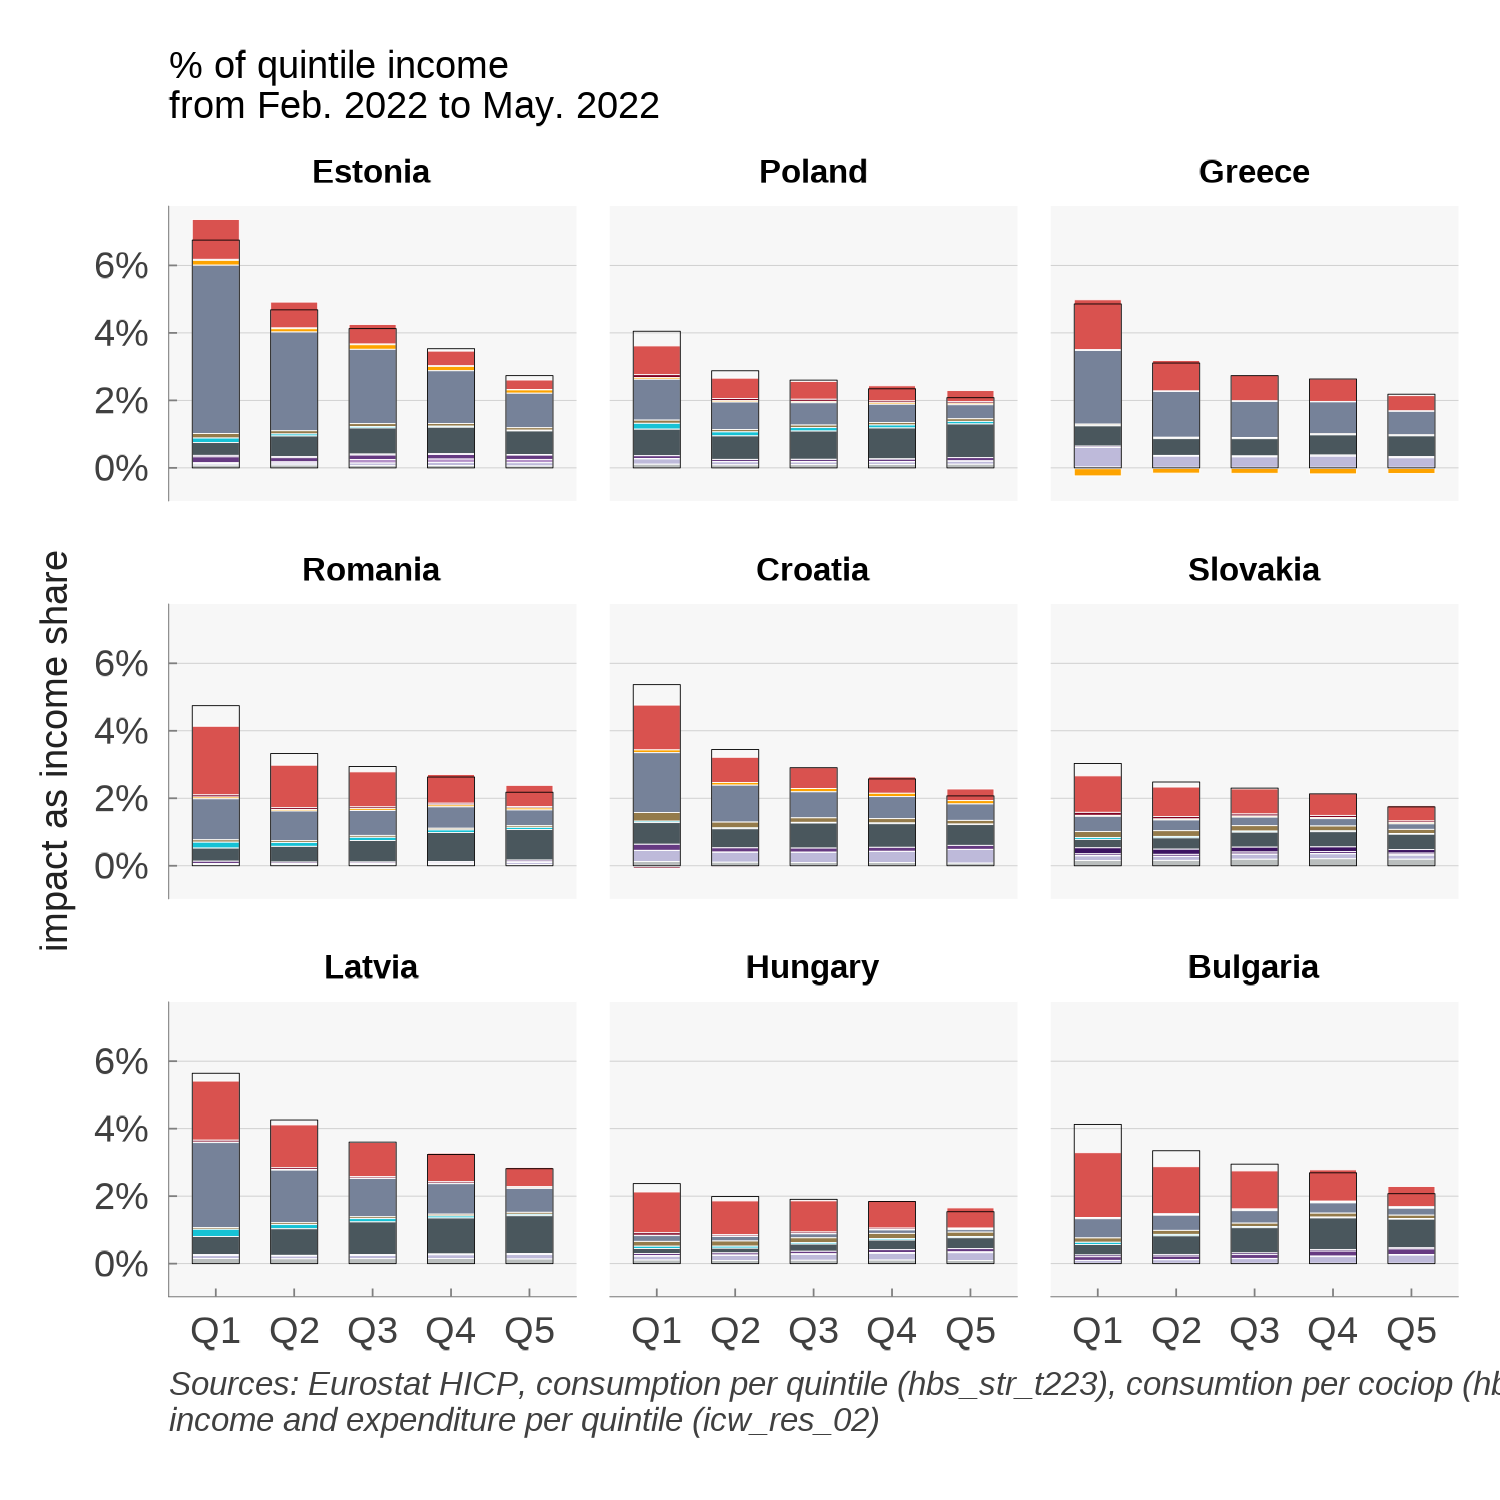 % of quintile income
from Feb. 2022 to May. 2022
Estonia Poland Greece
6%
4%
2%
0%
Romania Croatia Slovakia
6%
4%
2%
0%
impact as income share
Latvia Hungary Bulgaria
6%
4%
2%
0%
Q1 Q2 Q3 Q4 Q5 Q1 Q2 Q3 Q4 Q5 Q1 Q2 Q3 Q4 Q5
Sources: Eurostat HICP, consumption per quintile (hbs_str_t223), consumtion per cociop
income and expenditure per quintile (icw_res_02)